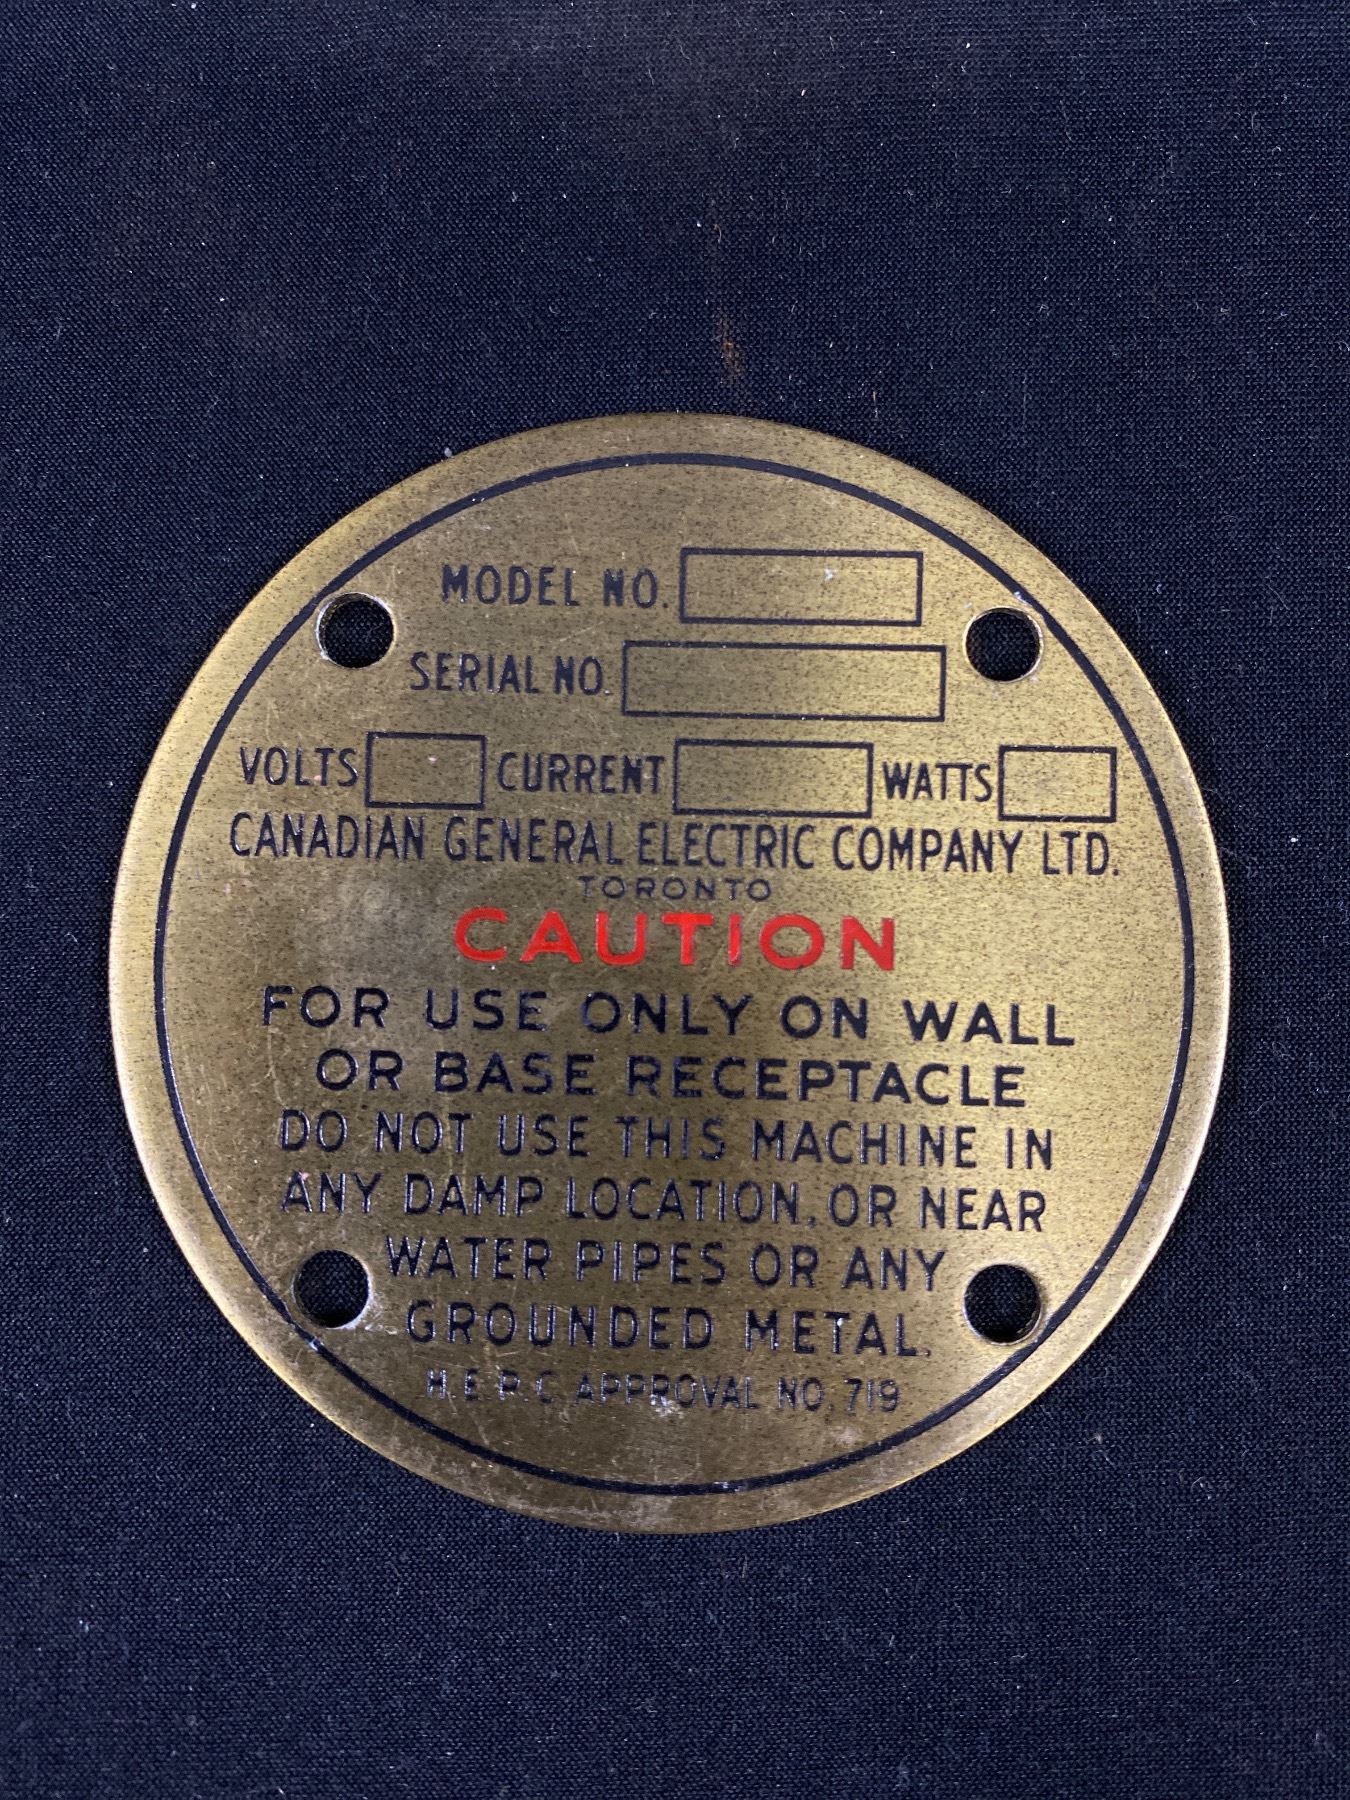 MODEL NO.
SERIAL NO.
VOLTS CURRENT WATTS
CANADIAN GENERAL ELECTRIC COMPANY LTD.
TORONTO
CAUTION
FOR USE ONLY ON WALL
OR BASE RECEPTACLE
DO NOT USE THIS MACHINE IN
ANY DAMP LOCATION, OR NEAR
WATER PIPES OR ANY
GROUNDED METAL.
H.E.P.C. APPROVAL NO. 719